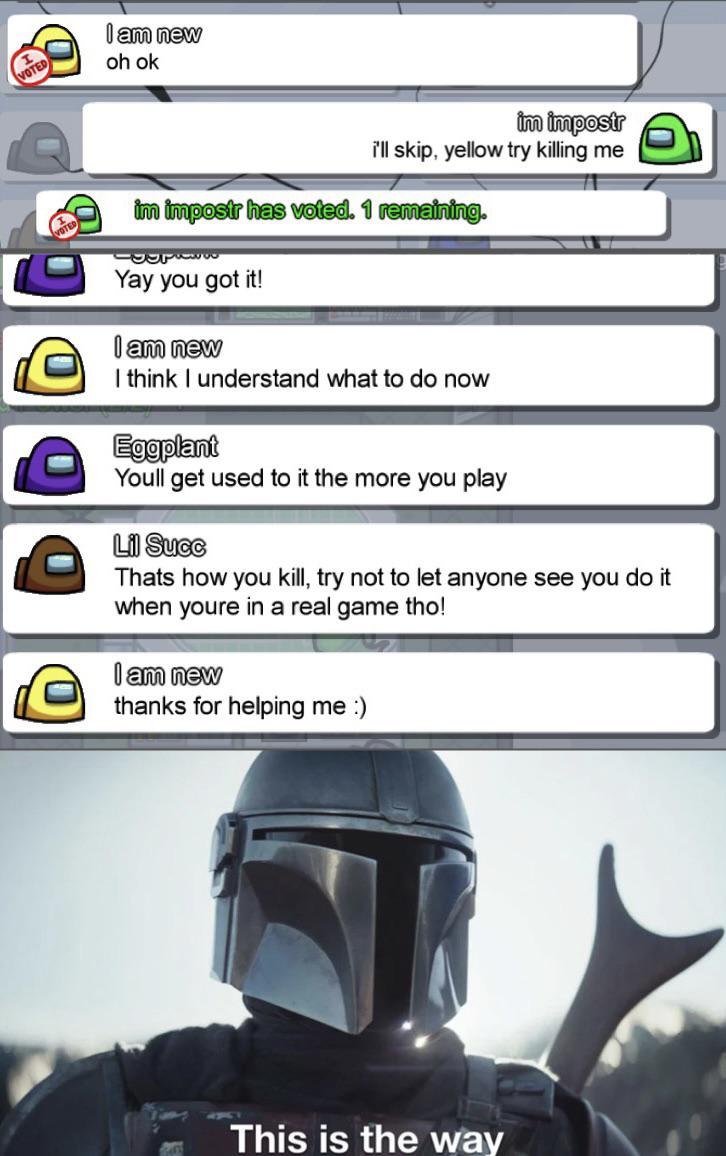 I am new
oh ok
I VOTED
im impostr
i'll skip, yellow try killing me
im impostr has voted. 1 remaining.
I VOTED
Eggplant
Yay you got it!
I am new
I think I understand what to do now
Eggplant
Youll get used to it the more you play
Lil Succ
Thats how you kill, try not to let anyone see you do it
when youre in a real game tho!
I am new
thanks for helping me :)
This is the way